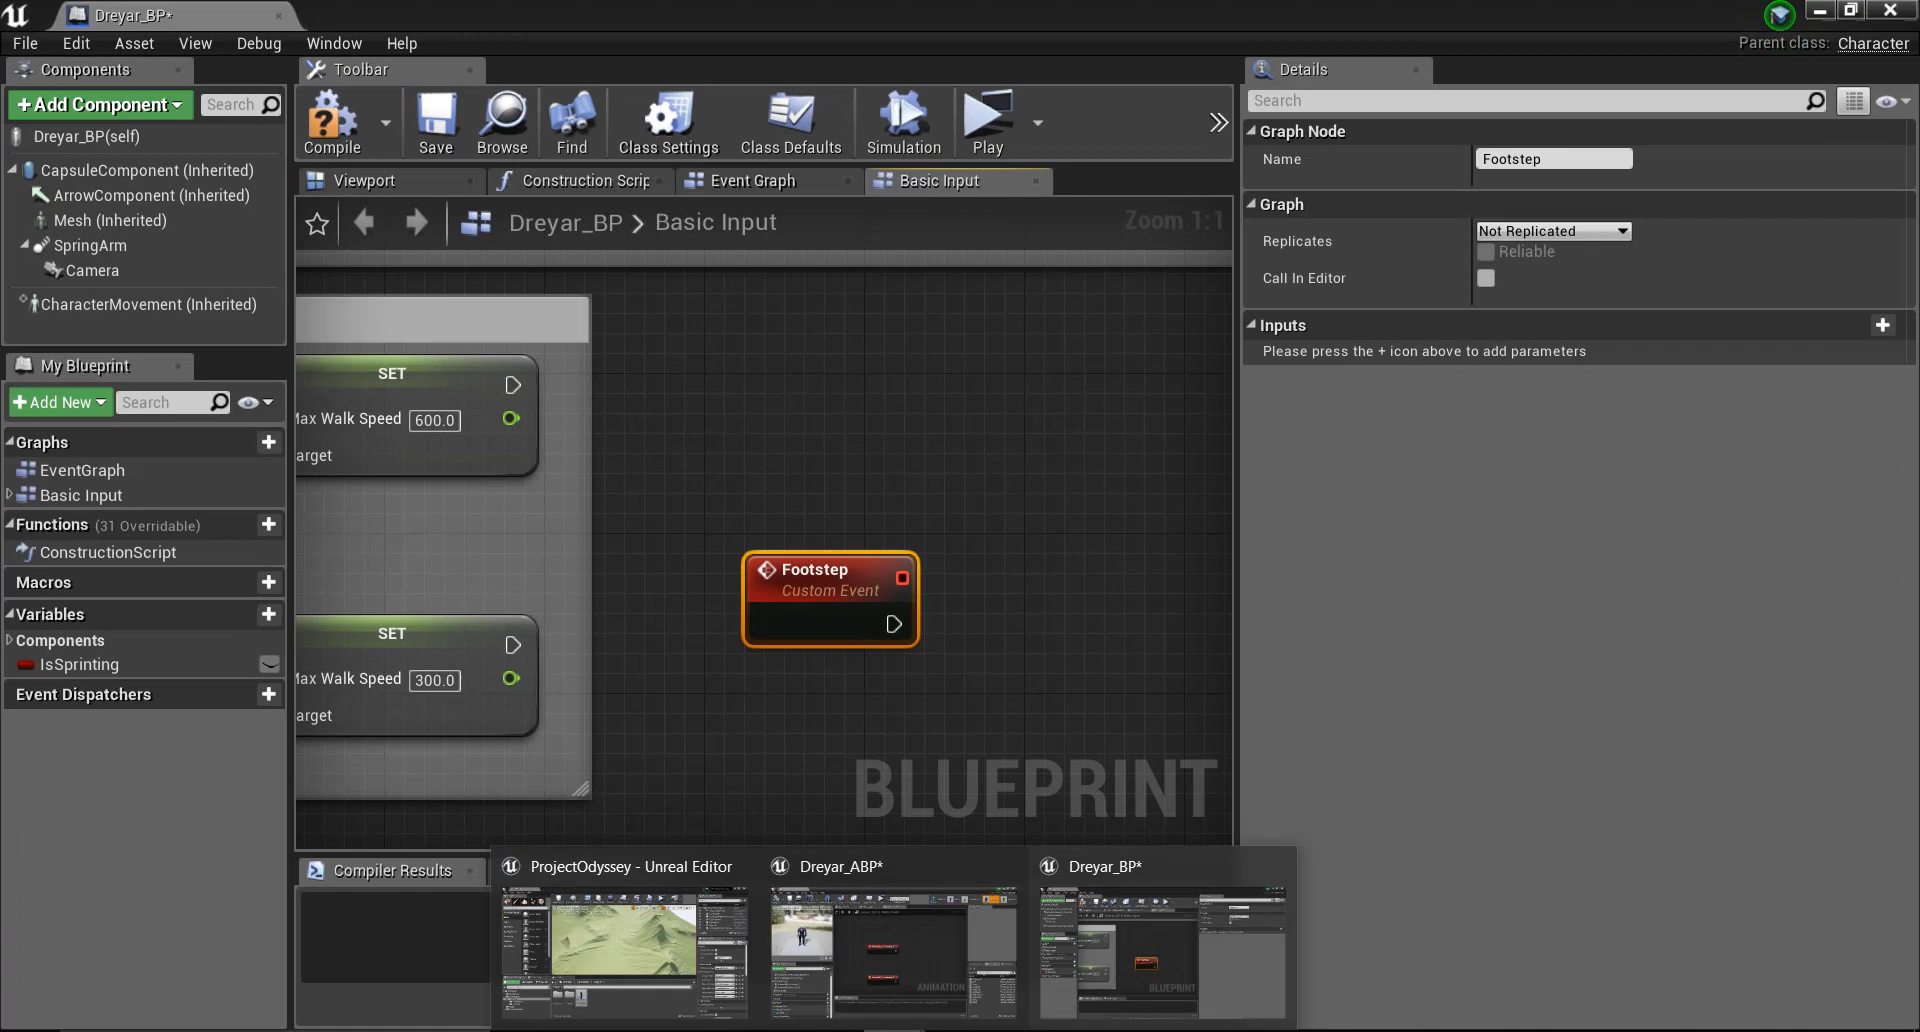 Dreyar_BP*
File Edit Asset View Debug Window Help
Parent class: Character
Components
Toolbar
Details
+Add Component
Search
Dreyar_BP(self)
CapsuleComponent (Inherited)
ArrowComponent (Inherited)
Mesh (Inherited)
SpringArm
Camera
CharacterMovement (Inherited)
Compile
Save
Browse
Find
Class Settings
Class Defaults
Simulation
Play
Viewport
Construction Scrip
Event Graph
Basic Input
Dreyar_BP > Basic Input
Zoom 1:1
Search
Graph Node
Name
Footstep
Graph
Replicates
Not Replicated
Reliable
Call In Editor
Inputs
Please press the + icon above to add parameters
My Blueprint
+ Add New
Search
Graphs
EventGraph
Basic Input
Functions (31 Overridable)
ConstructionScript
Macros
Variables
Components
IsSprinting
Event Dispatchers
SET
Max Walk Speed 600.0
arget
SET
Max Walk Speed 300.0
arget
Footstep
Custom Event
BLUEPRINT
Compiler Results
ProjectOdyssey - Unreal Editor
Dreyar_ABP*
Dreyar_BP*
ANIMATION
BLUEPRINT